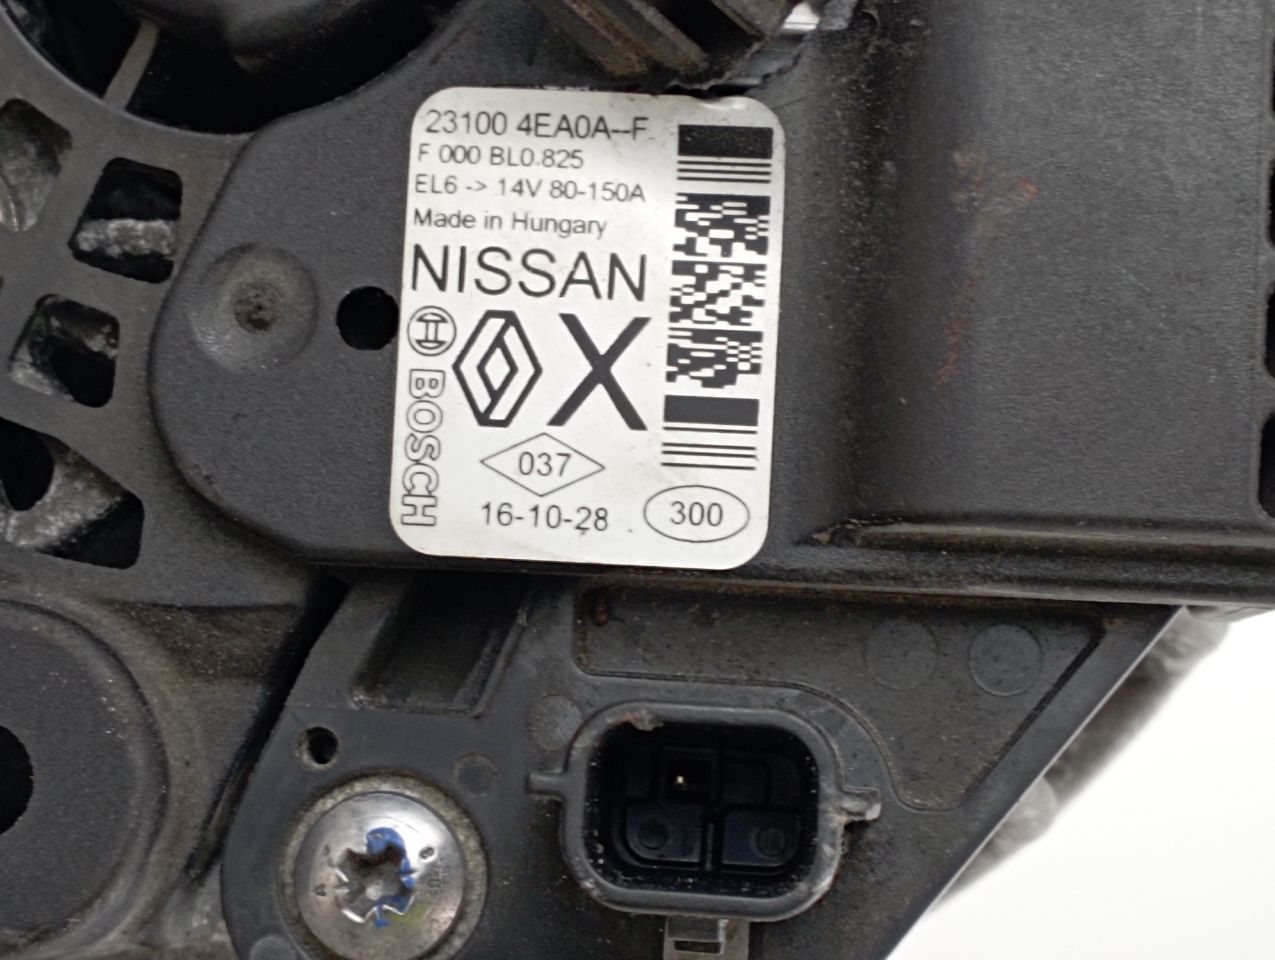 23100 4EA0A--F
F 000 BL0.825
EL6 -> 14V 80-150A
Made in Hungary
NISSAN
BOSCH
X
037
16-10-28
300